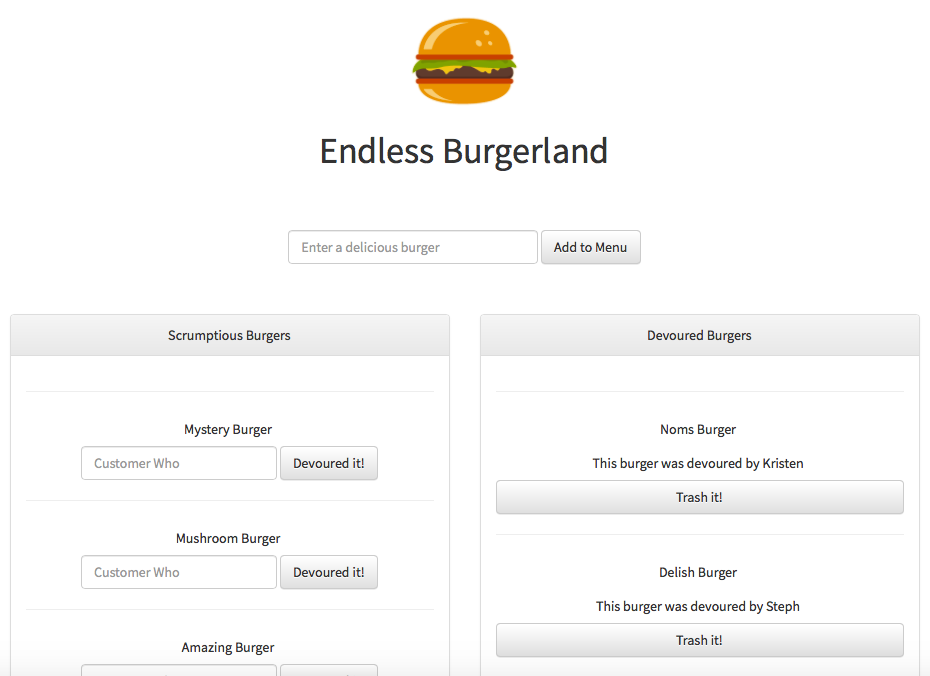 Endless Burgerland
Enter a delicious burger
Add to Menu
Scrumptious Burgers
Mystery Burger
Customer Who
Devoured it!
Mushroom Burger
Customer Who
Devoured it!
Amazing Burger
Devoured Burgers
Noms Burger
This burger was devoured by Kristen
Trash it!
Delish Burger
This burger was devoured by Steph
Trash it!